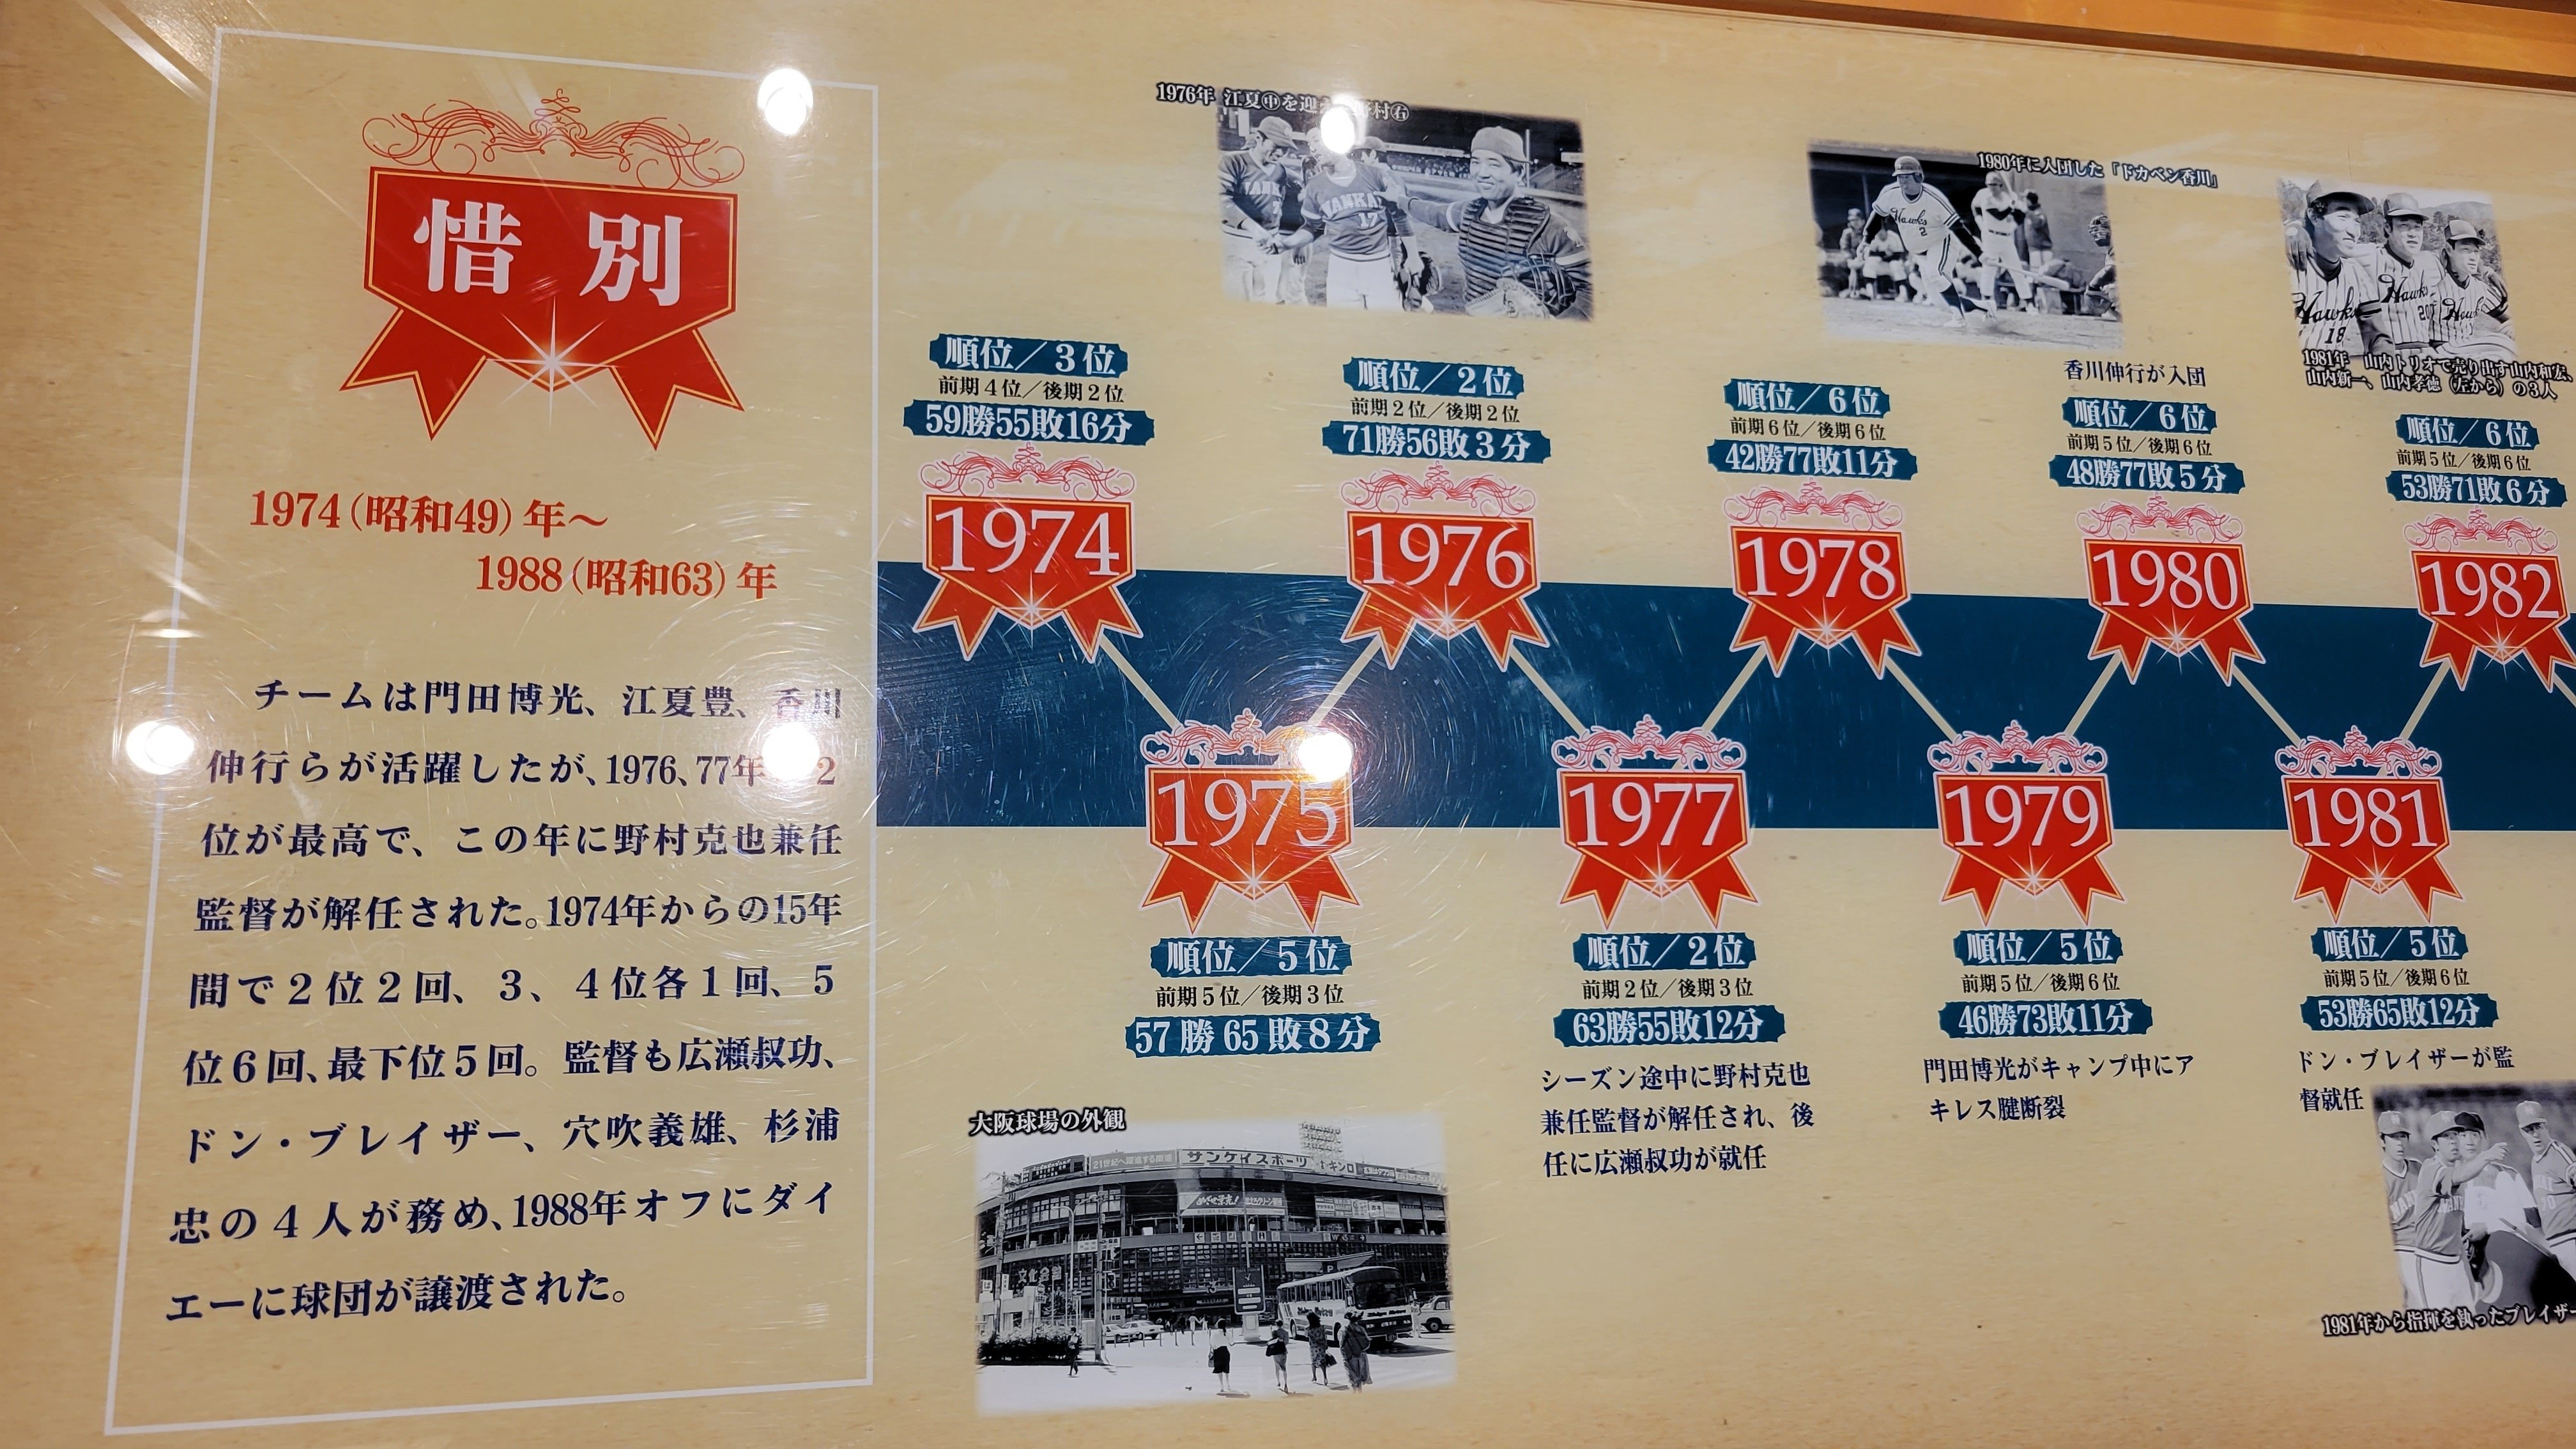 惜別
1974(昭和49)年〜
1988(昭和63)年
チームは門田博光、江夏豊、香川
伸行らが活躍したが、1976、77年 2
位が最高で、この年に野村克也兼任
監督が解任された。1974年からの15年
間で2位2回、3、4位各1回、5
位6回、最下位5回。監督も広瀬叔功、
ドン・ブレイザー、穴吹義雄、杉浦
忠の4人が務め、1988年オフにダイ
エーに球団が譲渡された。
1976年 江夏㊥を迎 野村㊨
YANKAI
17
順位／3位
前期4位／後期2位
59勝55敗16分
1974
順位／5位
前期5位／後期3位
57勝65敗8分
1975
大阪球場の外観
サンケイスポーツ
順位／2位
前期2位／後期2位
71勝56敗3分
1976
1977
順位／2位
前期2位／後期3位
63勝55敗12分
シーズン途中に野村克也
兼任監督が解任され、後
任に広瀬叔功が就任
順位／6位
前期6位／後期6位
42勝77敗11分
1978
1979
順位／5位
前期5位／後期6位
46勝73敗11分
門田博光がキャンプ中にア
キレス腱断裂
1980年に入団した「ドカベン香川」
Hawks
2
香川伸行が入団
順位／6位
前期5位／後期6位
48勝77敗5分
1980
1981
順位／5位
前期5位／後期6位
53勝65敗12分
ドン・ブレイザーが監
督就任
1981年から指揮を執ったブレイザー
Hawks
18
1981年 山内トリオで売り出す山内和宏、
山内新一、山内孝徳（左から）の3人
順位／6位
前期5位／後期6位
53勝71敗6分
1982